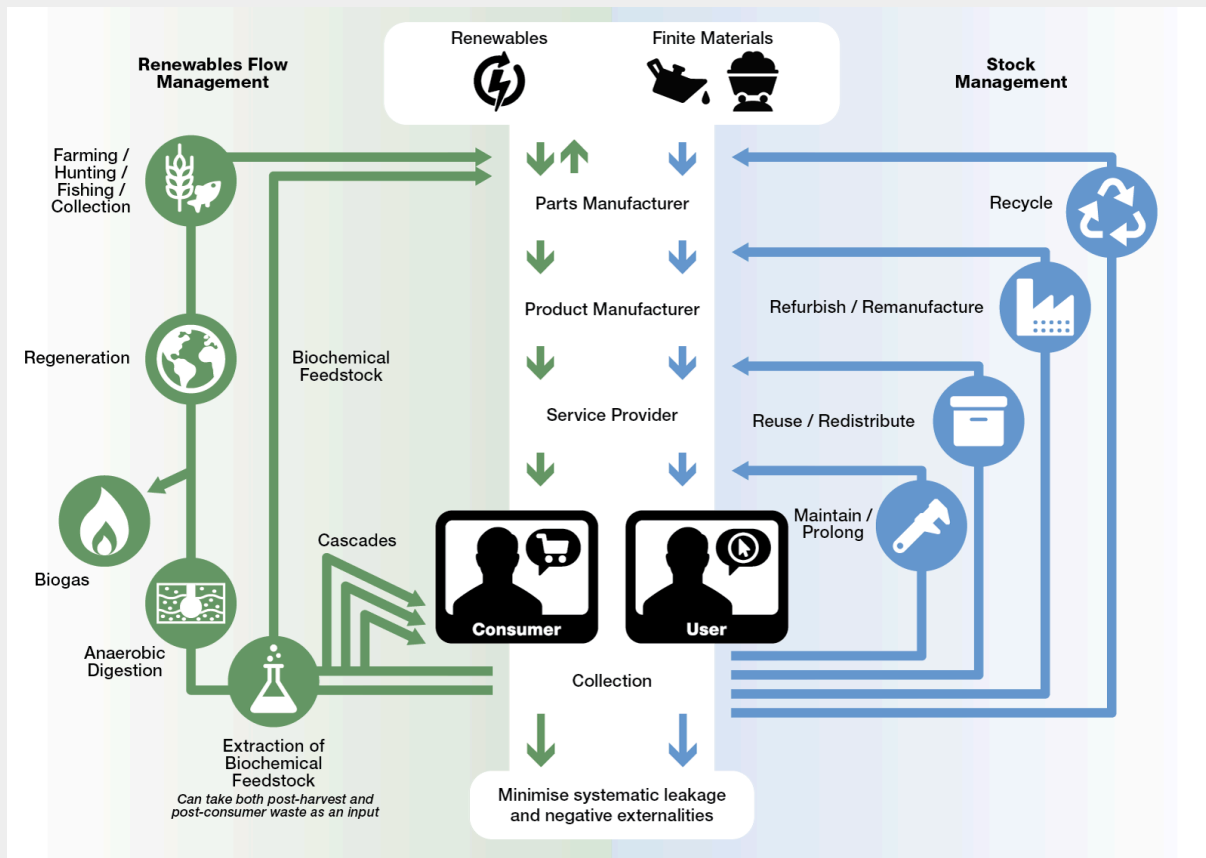 Renewables
Finite Materials
Renewables Flow
Management
Stock
Management
Farming /
Hunting /
Fishing /
Collection
Parts Manufacturer
Recycle
Product Manufacturer
Refurbish / Remanufacture
Regeneration
Biochemical
Feedstock
Service Provider
Reuse / Redistribute
Maintain /
Prolong
Cascades
Biogas
Consumer
User
Anaerobic
Digestion
Collection
Extraction of
Biochemical
Feedstock
Can take both post-harvest and
post-consumer waste as an input
Minimise systematic leakage
and negative externalities